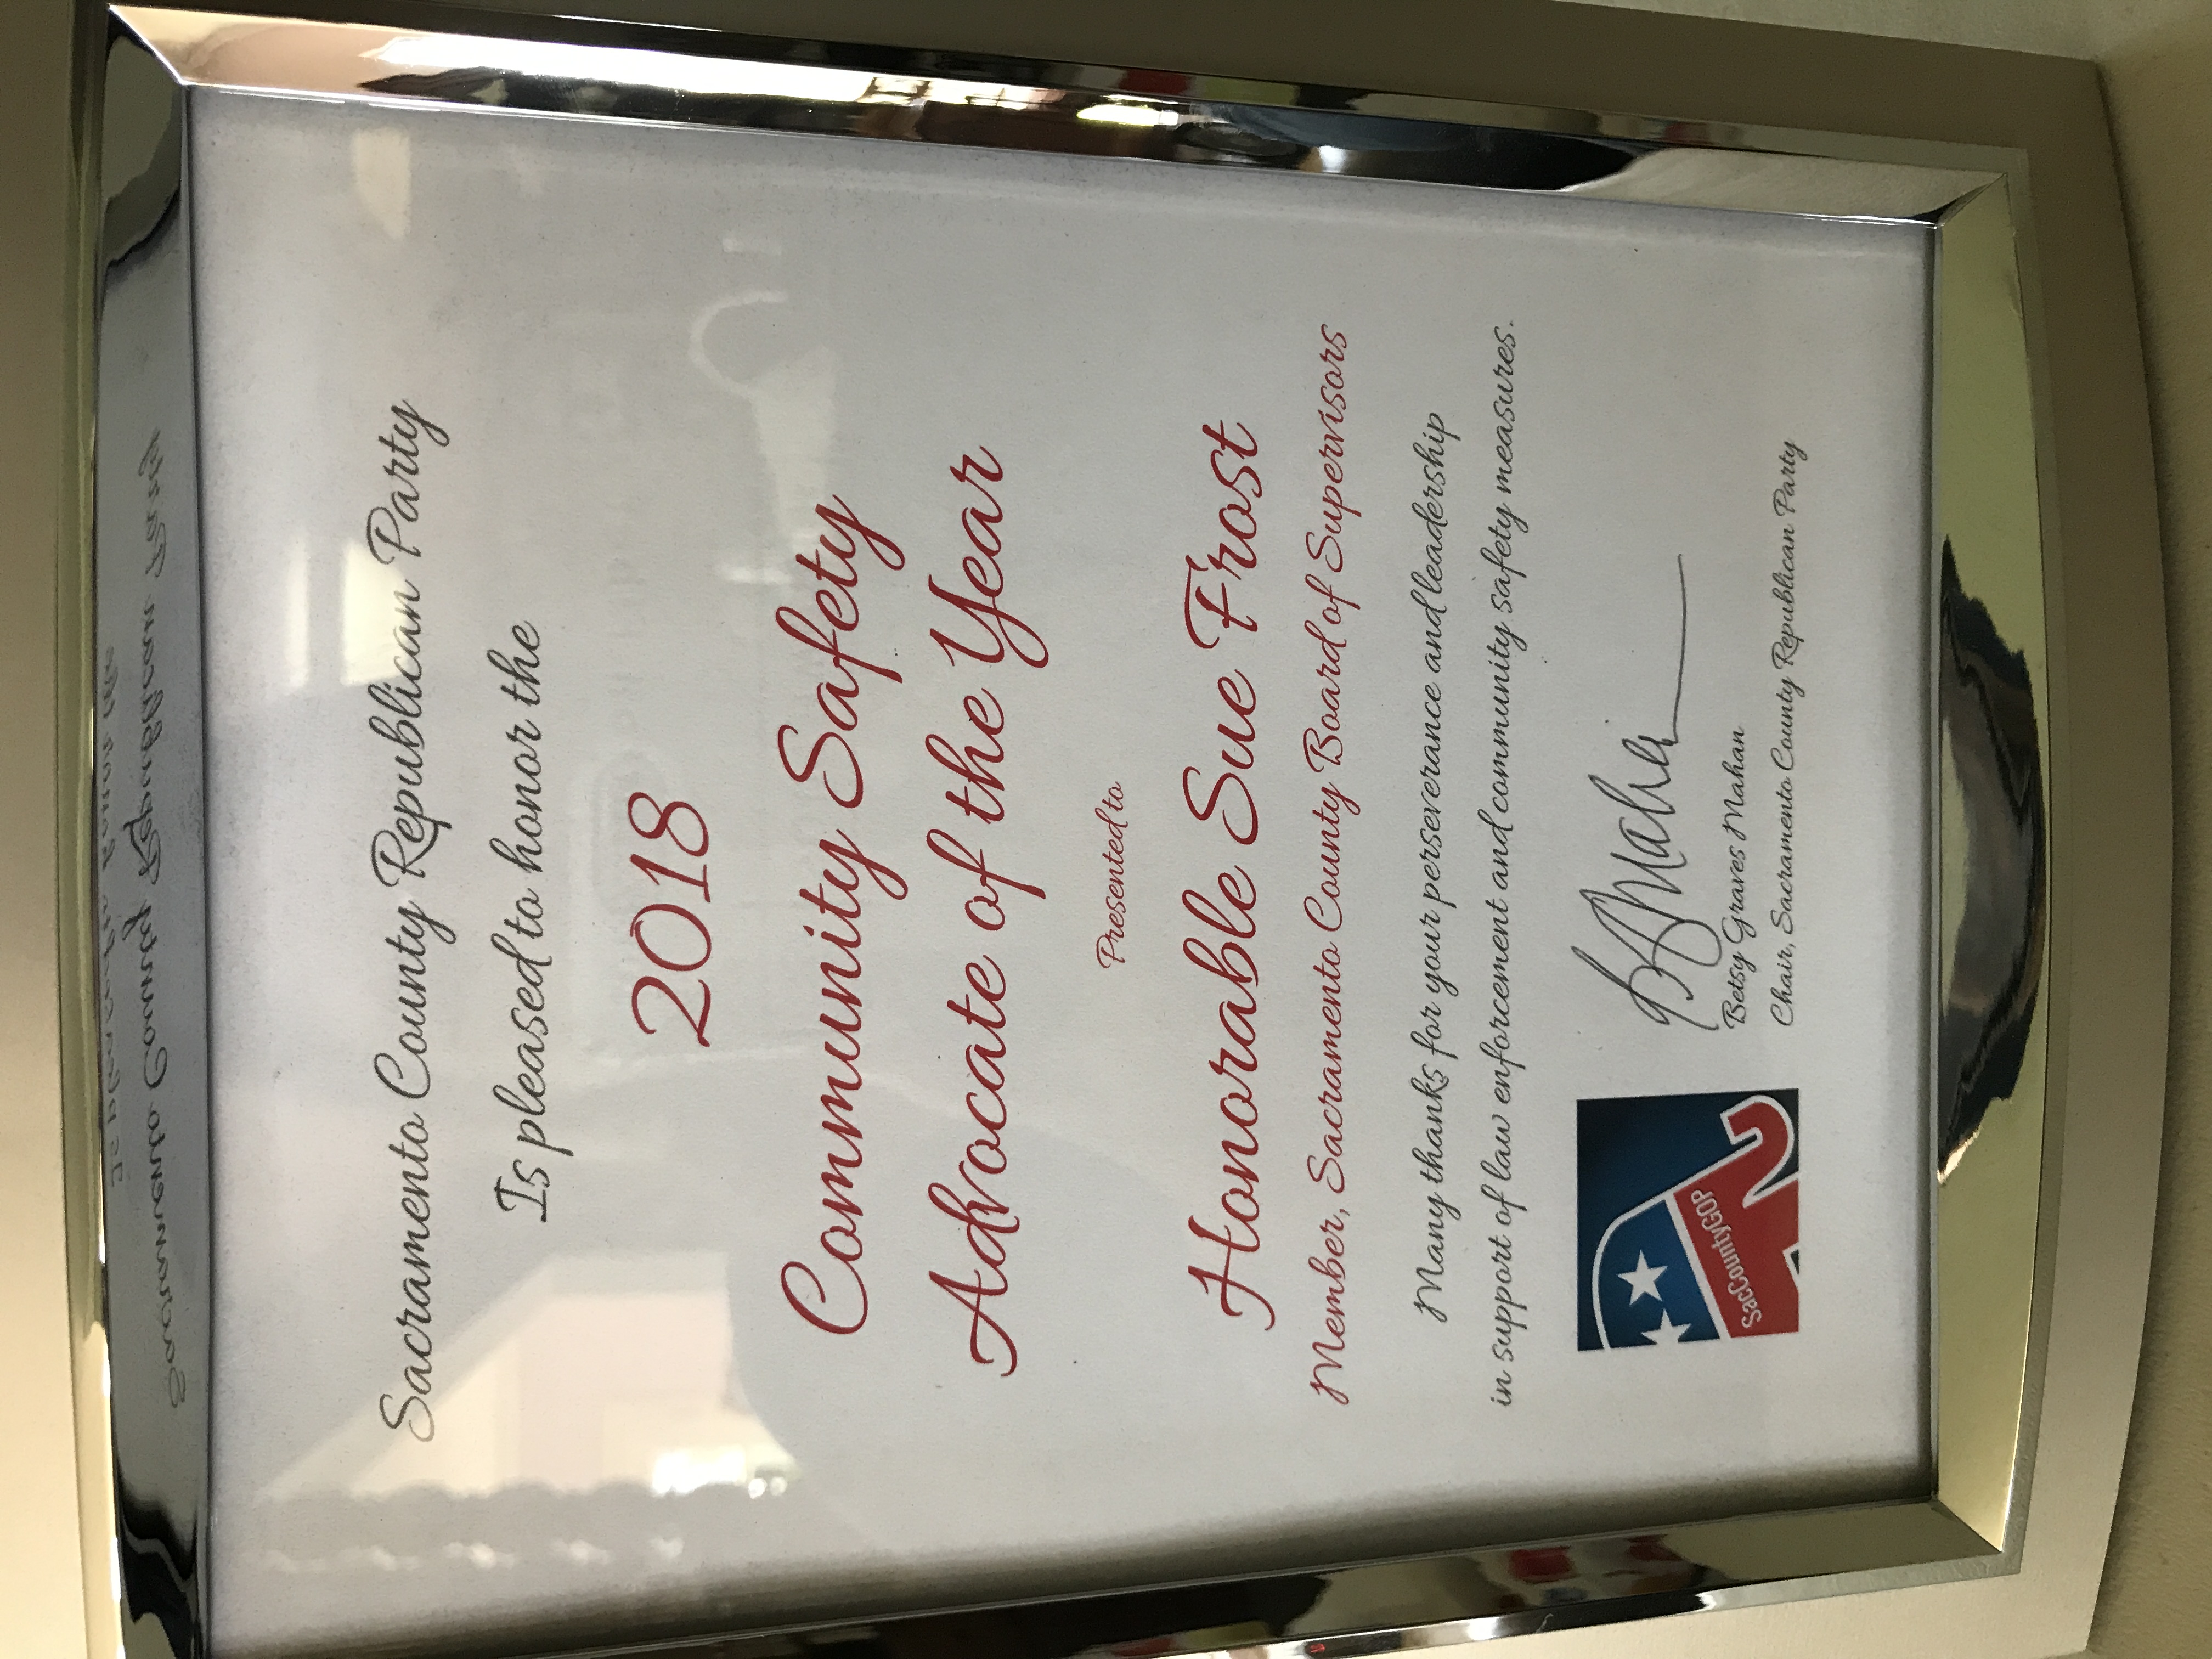 Sacramento County Republican Party
Is pleased to honor the
2018
Community Safety
Advocate of the Year
Presented to
Honorable Sue Frost
Member, Sacramento County Board of Supervisors
Many thanks for your perseverance and leadership
in support of law enforcement and community safety measures.
SacCountyGOP
BGMahan
Betsy Graves Mahan
Chair, Sacramento County Republican Party